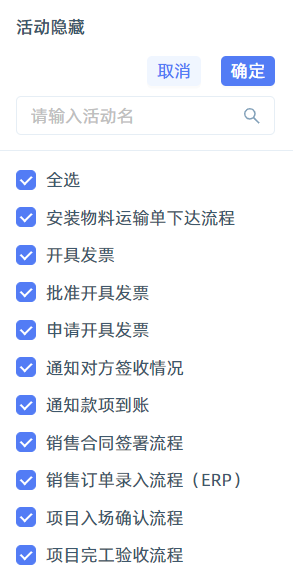 活动隐藏
取消 确定
请输入活动名
全选
安装物料运输单下达流程
开具发票
批准开具发票
申请开具发票
通知对方签收情况
通知款项到账
销售合同签署流程
销售订单录入流程（ERP）
项目入场确认流程
项目完工验收流程